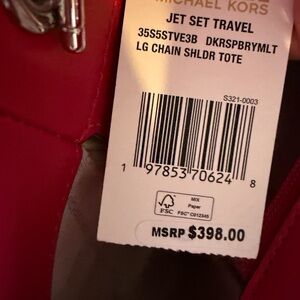 MICHAEL KORS
JET SET TRAVEL
35S5STVE3B DKRSPBRYMLT
LG CHAIN SHLDR TOTE
S321-0003
1 97853 70624 8
FSC
MIX
Paper
FSC® C012345
MSRP $398.00